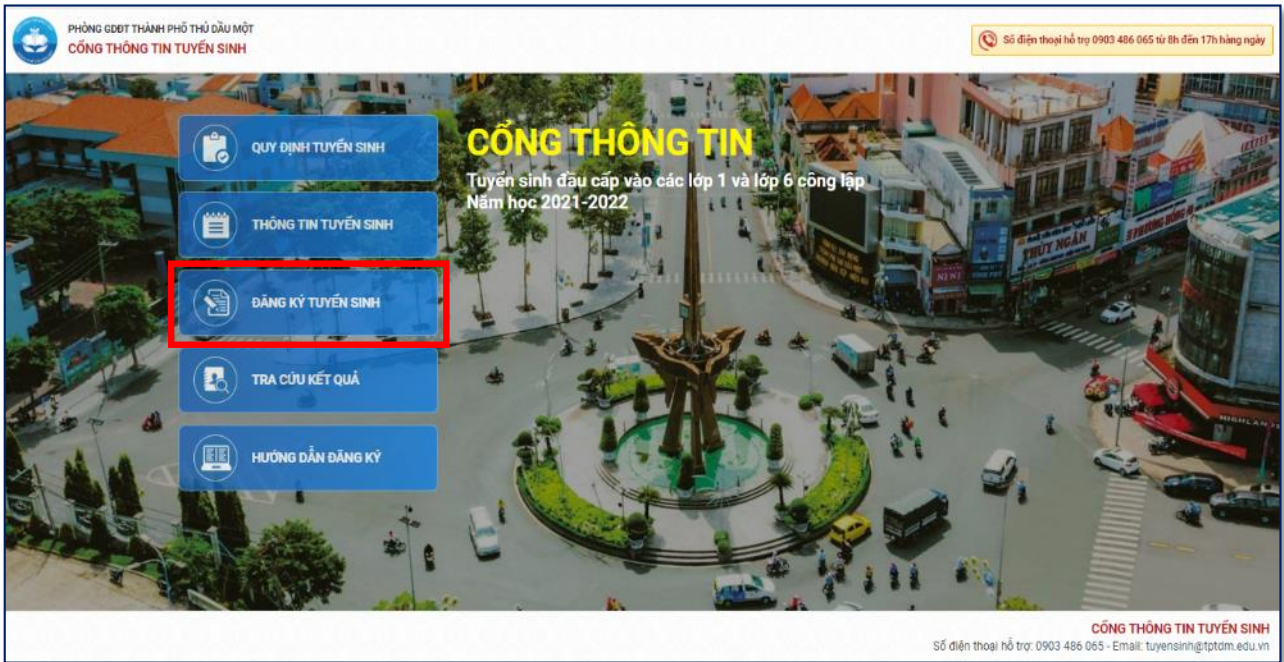 PHÒNG GDĐT THÀNH PHỐ THỦ DẦU MỘT
CỔNG THÔNG TIN TUYỂN SINH
Số điện thoại hỗ trợ 0903 486 065 từ 8h đến 17h hàng ngày
QUY ĐỊNH TUYỂN SINH
THÔNG TIN TUYỂN SINH
ĐĂNG KÝ TUYỂN SINH
TRA CỨU KẾT QUẢ
HƯỚNG DẪN ĐĂNG KÝ
CỔNG THÔNG TIN
Tuyển sinh đầu cấp vào các lớp 1 và lớp 6 công lập
Năm học 2021-2022
THÚY NGÂN
NI NI
HIGHLANDS
CỔNG THÔNG TIN TUYỂN SINH
Số điện thoại hỗ trợ: 0903 486 065 - Email: tuyensinh@tptdm.edu.vn